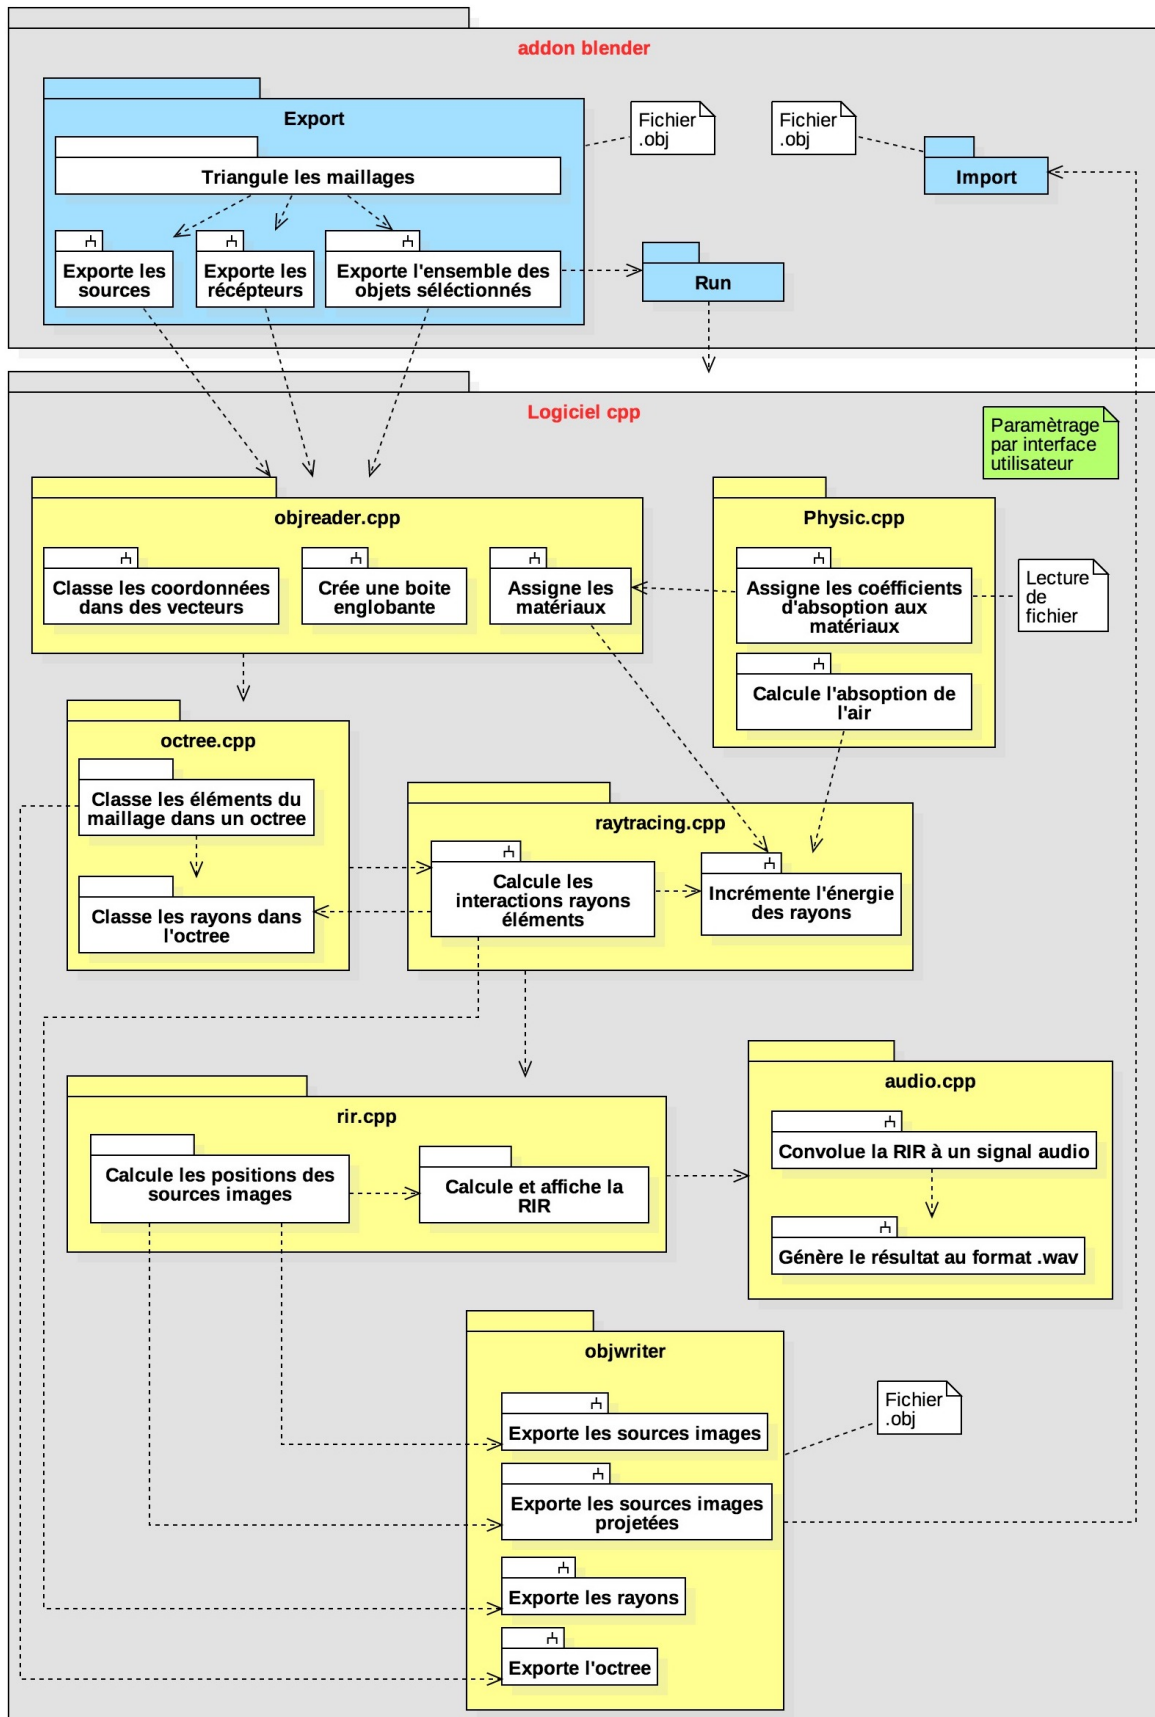 addon blender
Export
Fichier
.obj
Fichier
.obj
Triangule les maillages
Import
Exporte les
sources
Exporte les
récépteurs
Exporte l'ensemble des
objets séléctionnés
Run
Logiciel cpp
Paramètrage
par interface
utilisateur
objreader.cpp
Classe les coordonnées
dans des vecteurs
Crée une boite
englobante
Assigne les
matériaux
Physic.cpp
Assigne les coéfficients
d'absoption aux
matériaux
Lecture
de
fichier
Calcule l'absoption de
l'air
octree.cpp
Classe les éléments du
maillage dans un octree
Classe les rayons dans
l'octree
raytracing.cpp
Calcule les
interactions rayons
éléments
Incrémente l'énergie
des rayons
rir.cpp
Calcule les positions des
sources images
Calcule et affiche la
RIR
audio.cpp
Convolue la RIR à un signal audio
Génère le résultat au format .wav
objwriter
Exporte les sources images
Fichier
.obj
Exporte les sources images
projetées
Exporte les rayons
Exporte l'octree